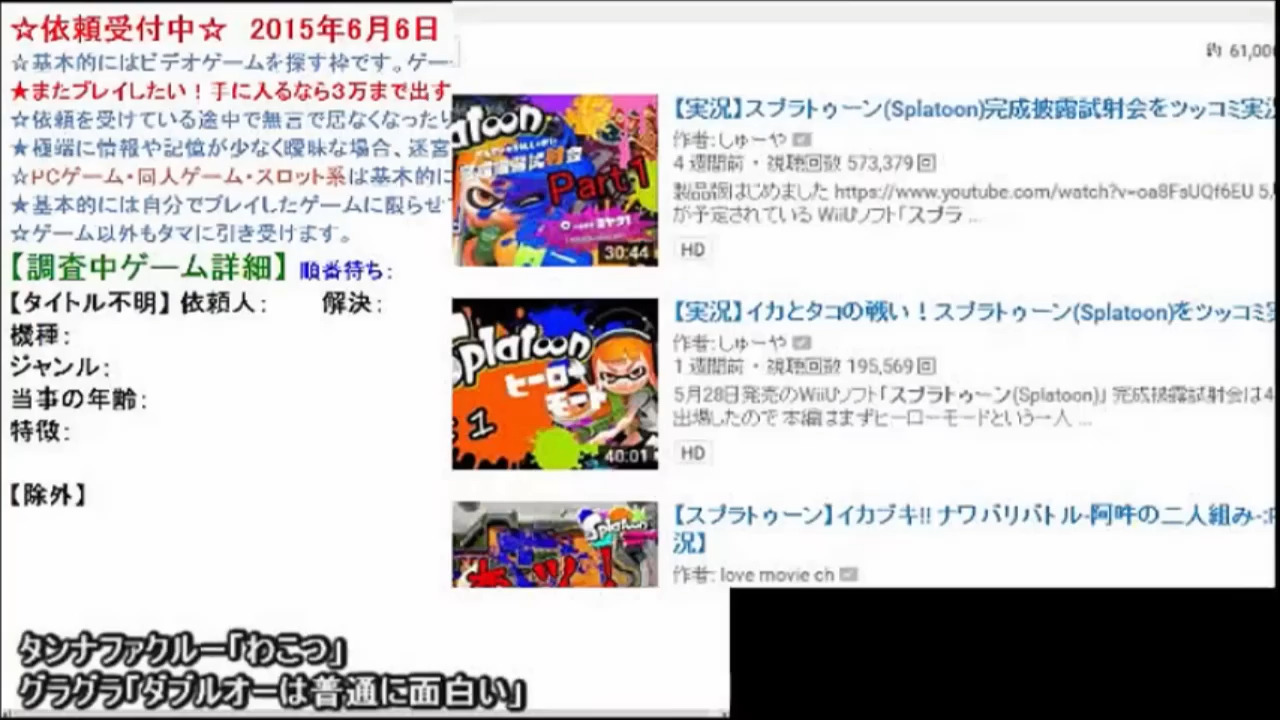 ☆依頼受付中☆ 2015年6月6日
☆基本的にはビデオゲームを探す枠です。ゲー
★またプレイしたい！手に入るなら3万まで出す
☆依頼を受けている途中で無言で居なくなったり
★極端に情報や記憶が少なく曖昧な場合、迷宮
☆PCゲーム・同人ゲーム・スロット系は基本的に
★基本的には自分でプレイしたゲームに限らせ
☆ゲーム以外もタマに引き受けます。
【調査中ゲーム詳細】 順番待ち：
【タイトル不明】 依頼人： 解決：
機種：
ジャンル：
当事の年齢：
特徴：
【除外】
タンナファクルー「わこつ」
グラグラ「ダブルオーは普通に面白い」
約 61,00
atoon
Part 1
30:44
【実況】スプラトゥーン(Splatoon)完成披露試射会をツッコミ実況
作者: しゅーや
4 週間前・視聴回数 573,379 回
製品版はじめました https://www.youtube.com/watch?v=oa8FsUQf6EU 5
が予定されている WiiUソフト「スプラ ...
HD
Splatoon
ヒーロー
モード
1
40:01
【実況】イカとタコの戦い！スプラトゥーン(Splatoon)をツッコミ実
作者: しゅーや
1 週間前・視聴回数 195,569 回
5月28日発売のWiiUソフト「スプラトゥーン(Splatoon)」 完成披露試射会は4
出場したので 本編はまずヒーローモードという一人 ...
HD
Splatoon
【スプラトゥーン】イカブキ!! ナワバリバトル-阿吽の二人組み-
況】
作者: love movie ch